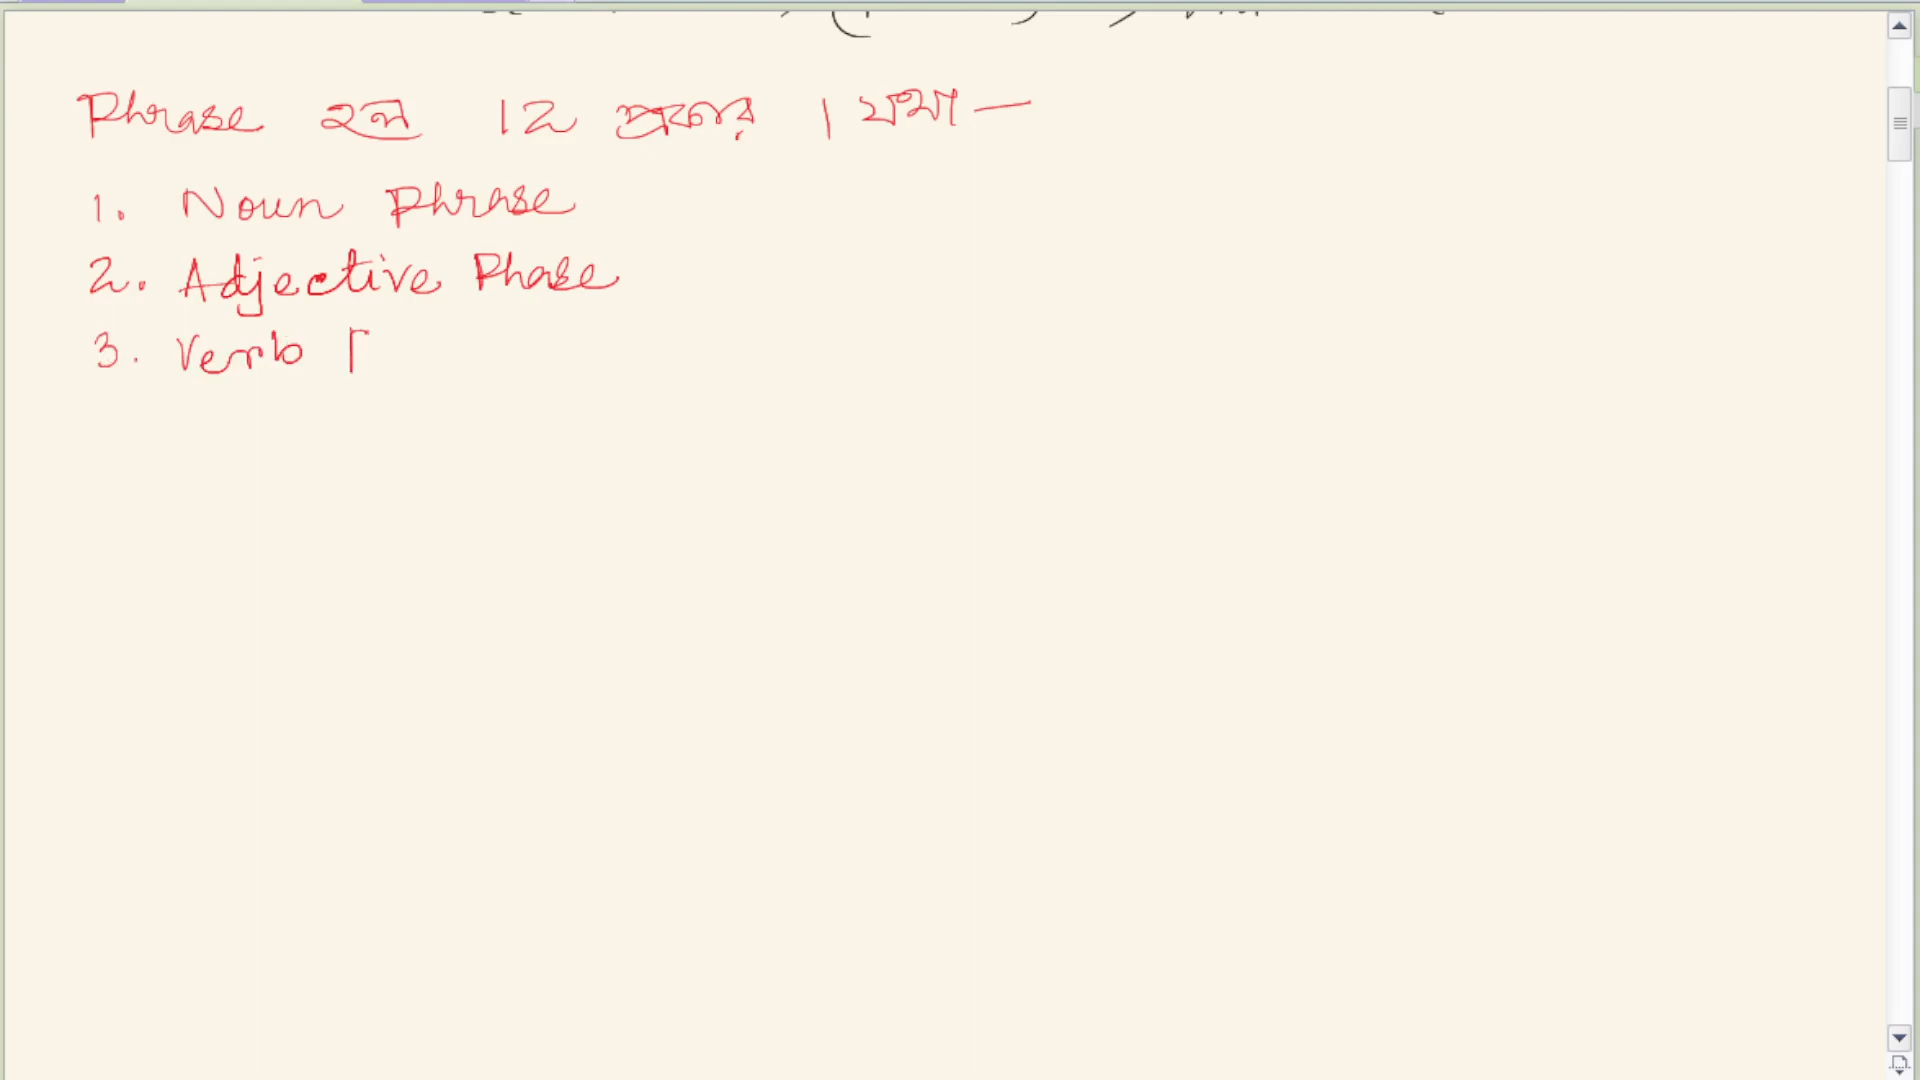 Phrase হল 12 প্রকার । যথা —
1. Noun Phrase
2. Adjective Phase
3. Verb